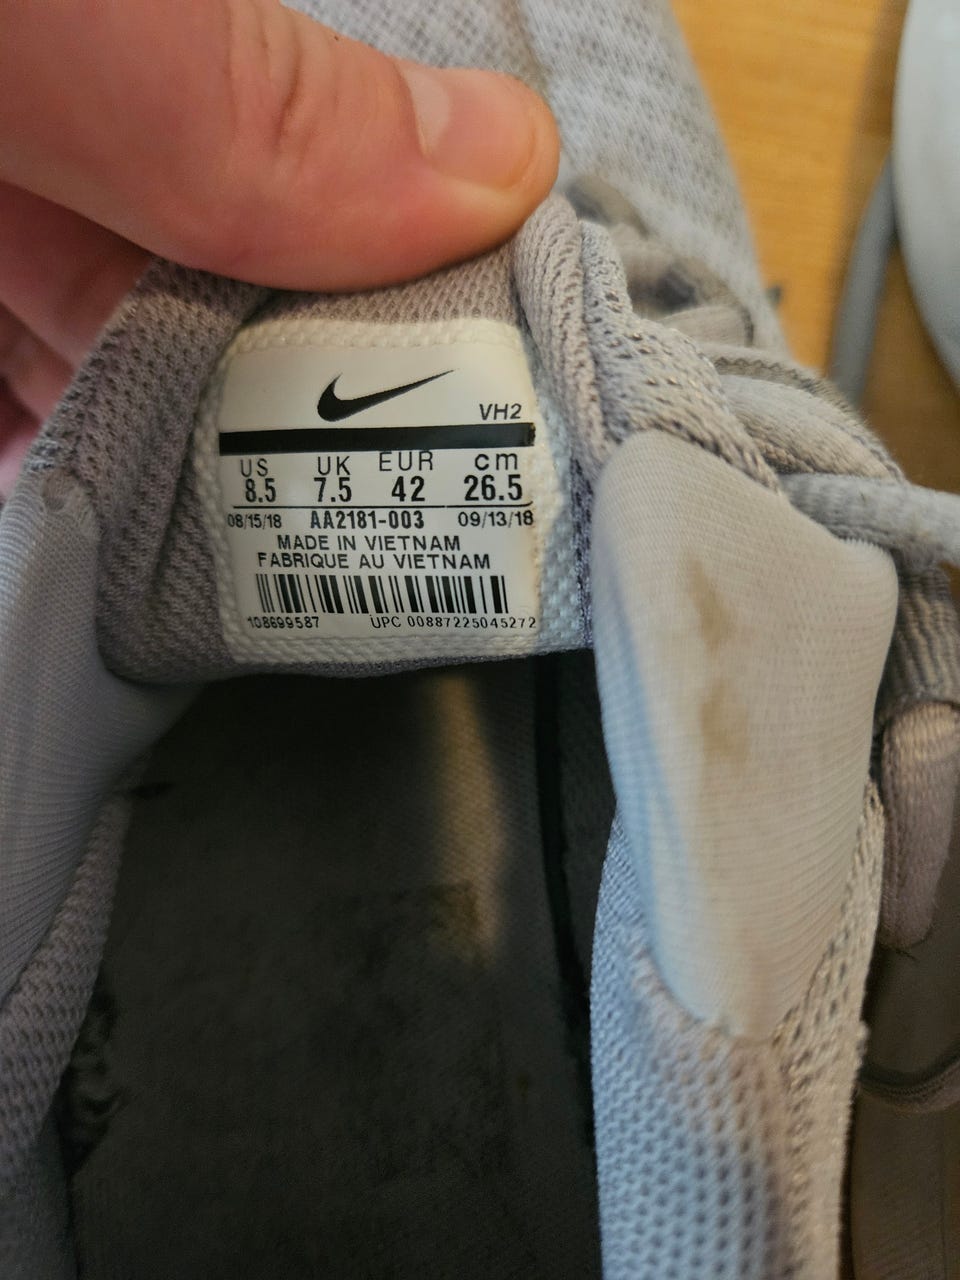 VH2
US UK EUR cm
8.5 7.5 42 26.5
08/15/18 AA2181-003 09/13/18
MADE IN VIETNAM
FABRIQUE AU VIETNAM
108699587 UPC 00887225045272